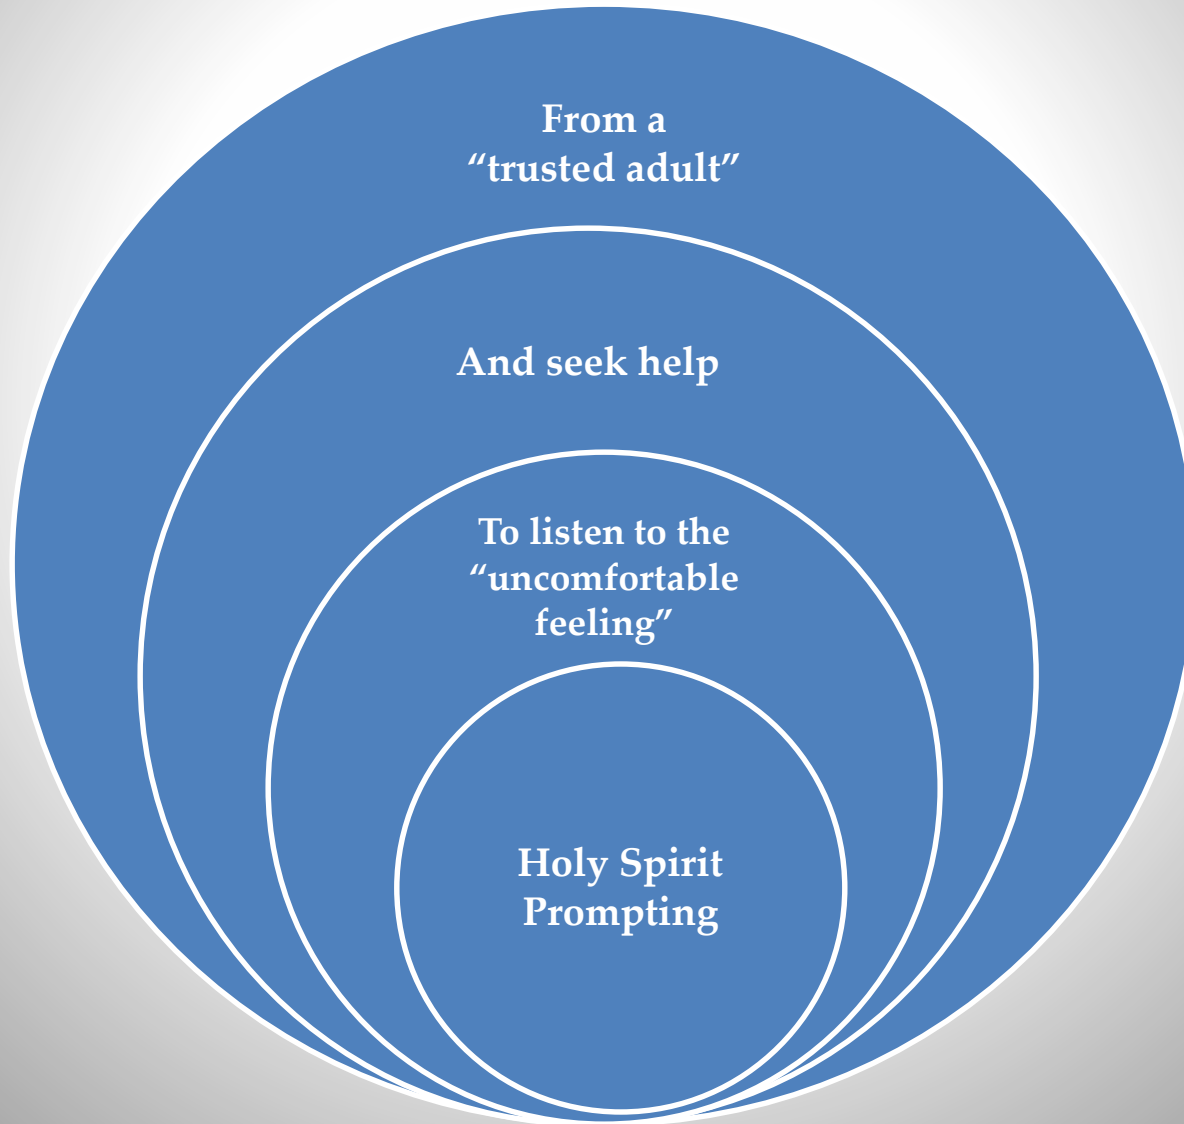 From a
“trusted adult”
And seek help
To listen to the
“uncomfortable
feeling”
Holy Spirit
Prompting